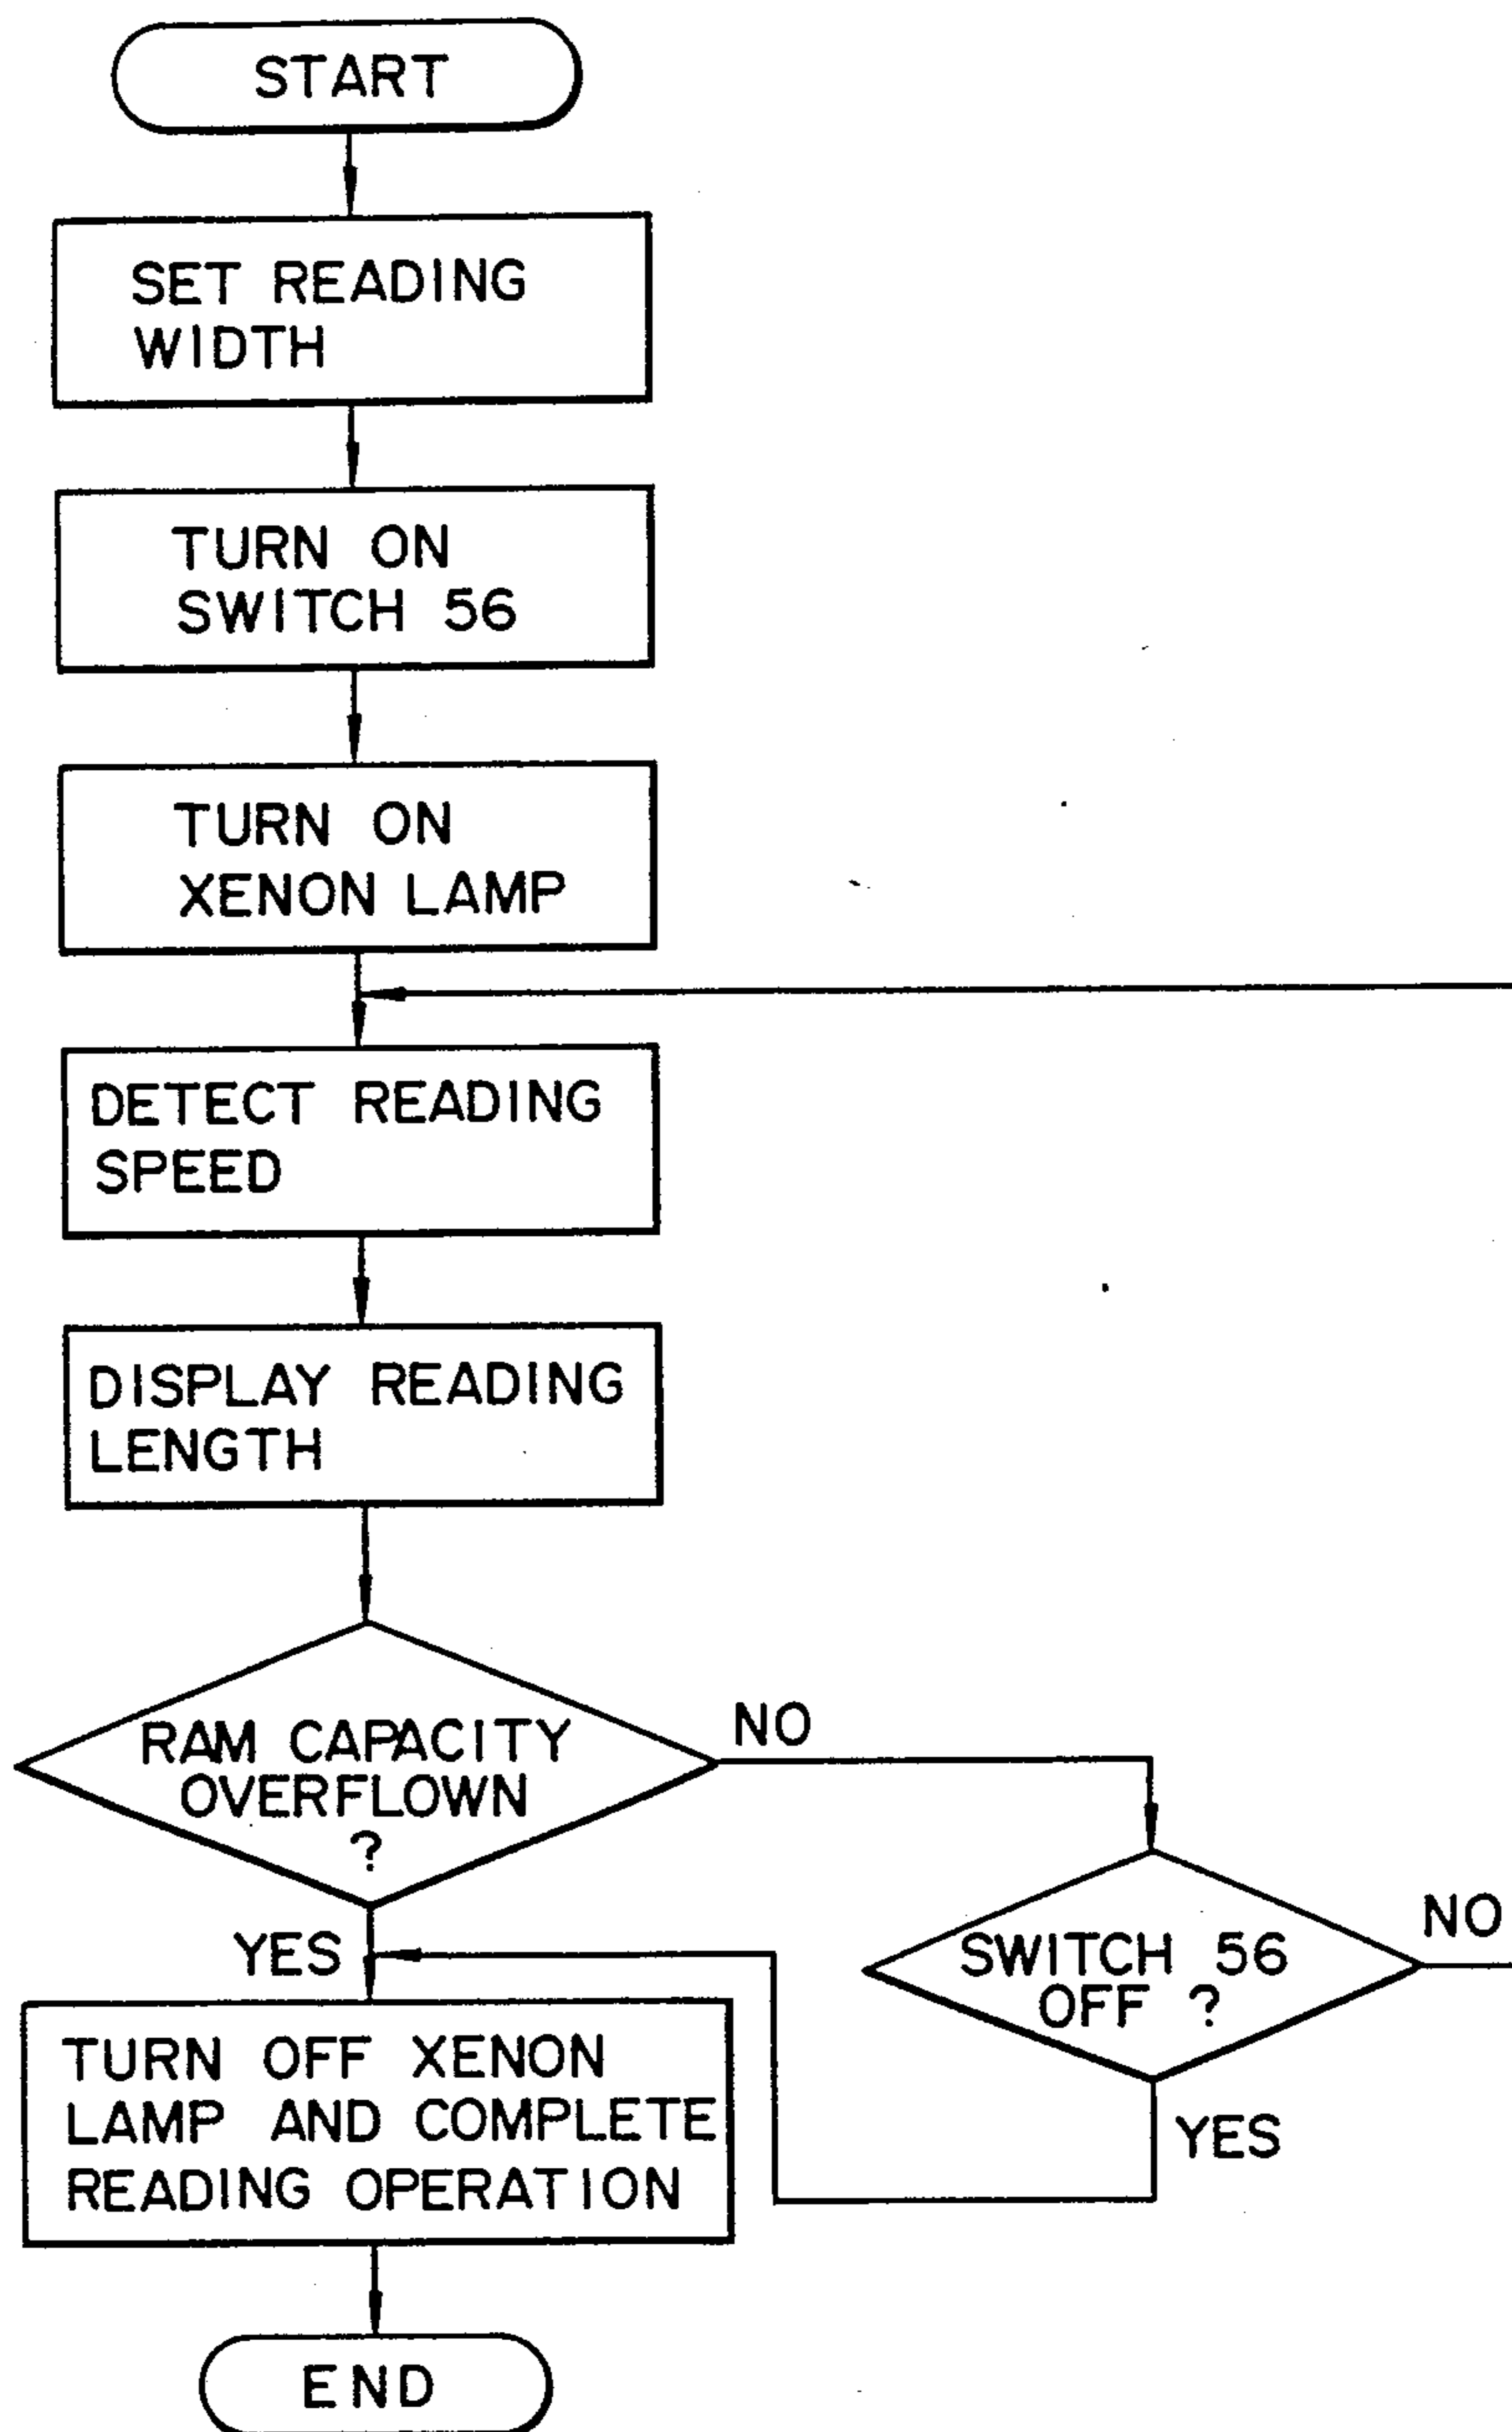 START
SET READING
WIDTH
TURN ON
SWITCH 56
TURN ON
XENON LAMP
DETECT READING
SPEED
DISPLAY READING
LENGTH
RAM CAPACITY
OVERFLOWN
?
NO
YES
SWITCH 56
OFF ?
NO
YES
TURN OFF XENON
LAMP AND COMPLETE
READING OPERATION
END